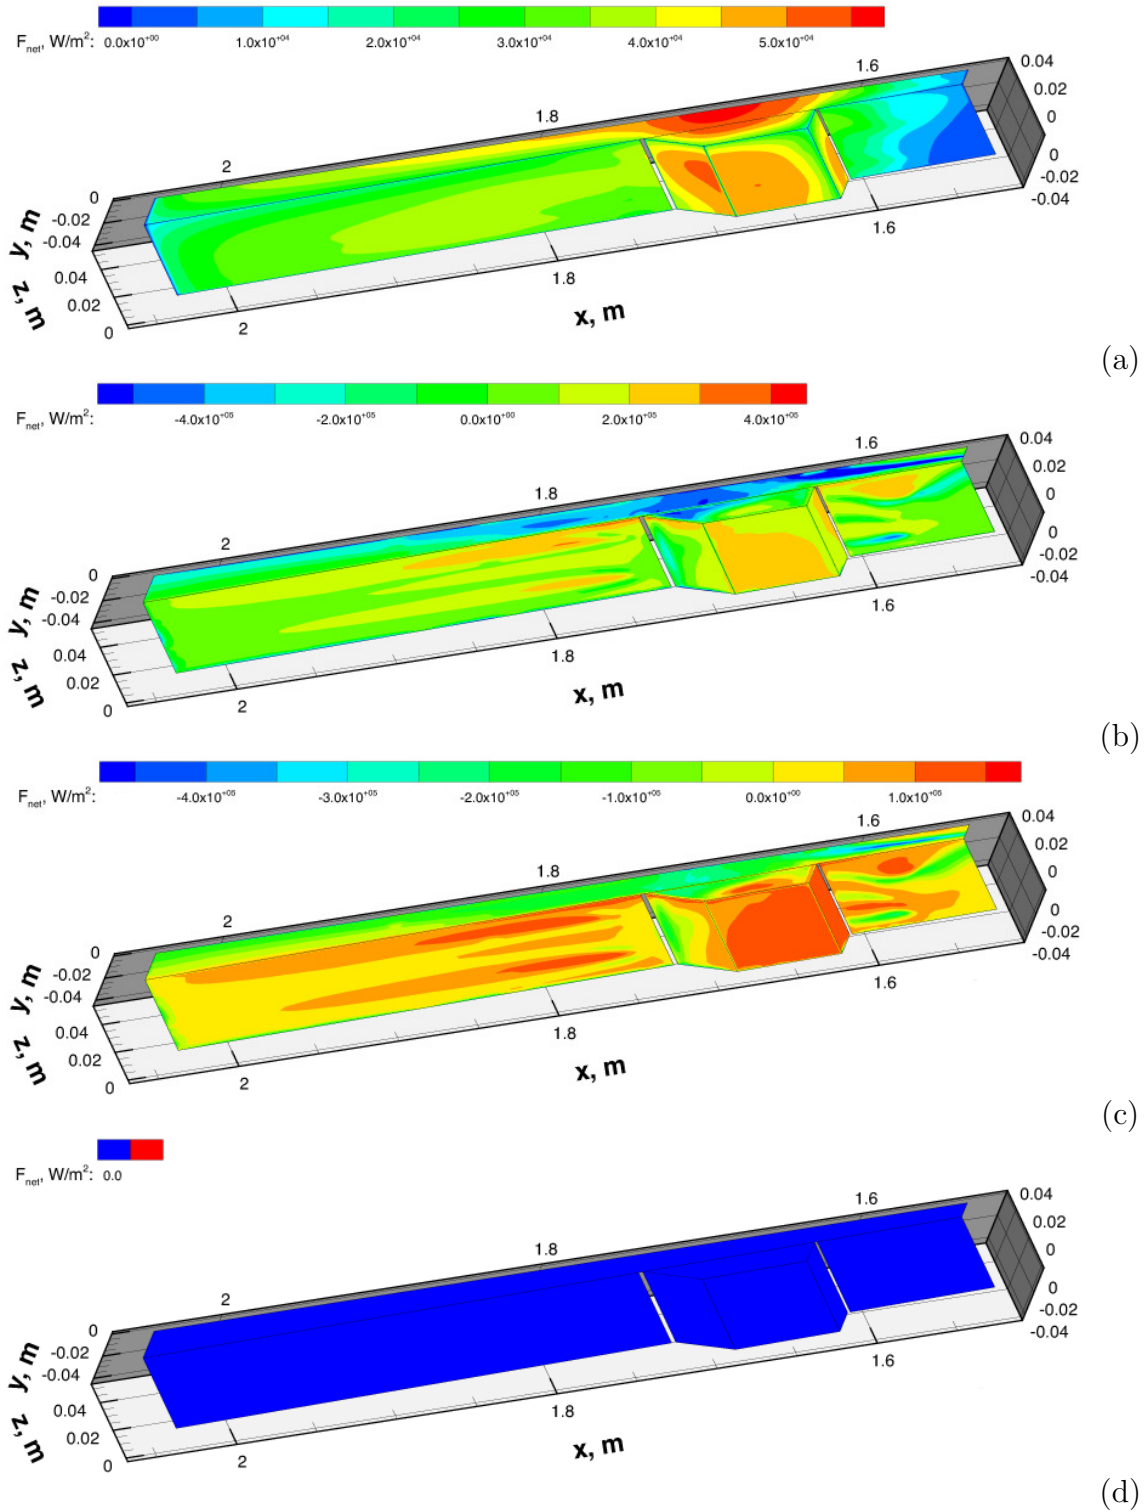 Fnet, W/m²: 0.0x10⁺⁰⁰ 1.0x10⁺⁰⁴ 2.0x10⁺⁰⁴ 3.0x10⁺⁰⁴ 4.0x10⁺⁰⁴ 5.0x10⁺⁰⁴
1.6 0.04
0.02
1.8 0
2 0
0 -0.02
-0.02 -0.04
-0.04 1.6
y, m
0.04
0.02 1.8
z, m
0 2
x, m
(a)
Fnet, W/m²: -4.0x10⁺⁰⁵ -2.0x10⁺⁰⁵ 0.0x10⁺⁰⁰ 2.0x10⁺⁰⁵ 4.0x10⁺⁰⁵
1.6 0.04
0.02
1.8 0
2 0
0 -0.02
-0.02 -0.04
-0.04 1.6
y, m
0.04
0.02 1.8
z, m
0 2
x, m
(b)
Fnet, W/m²: -4.0x10⁺⁰⁵ -3.0x10⁺⁰⁵ -2.0x10⁺⁰⁵ -1.0x10⁺⁰⁵ 0.0x10⁺⁰⁰ 1.0x10⁺⁰⁵
1.6 0.04
0.02
1.8 0
2 0
0 -0.02
-0.02 -0.04
-0.04 1.6
y, m
0.04
0.02 1.8
z, m
0 2
x, m
(c)
Fnet, W/m²: 0.0
1.6 0.04
0.02
1.8 0
2 0
0 -0.02
-0.02 -0.04
-0.04 1.6
y, m
0.04
0.02 1.8
z, m
0 2
x, m
(d)